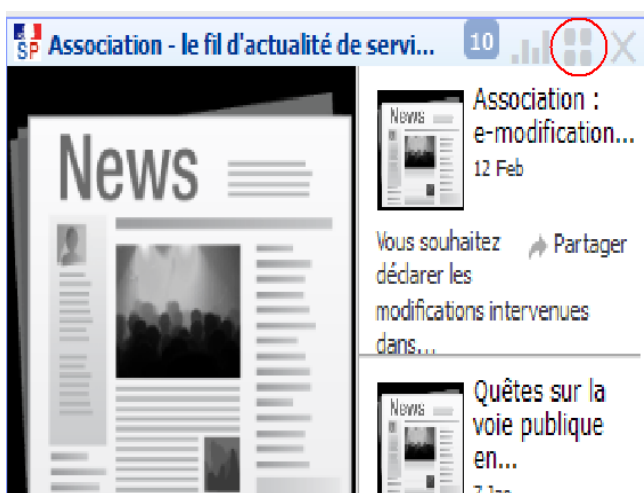 SP Association - le fil d'actualité de servi... 10
News
News
Association :
e-modification...
12 Feb
Vous souhaitez
déclarer les
modifications intervenues
dans...
Partager
News
Quêtes sur la
voie publique
en...